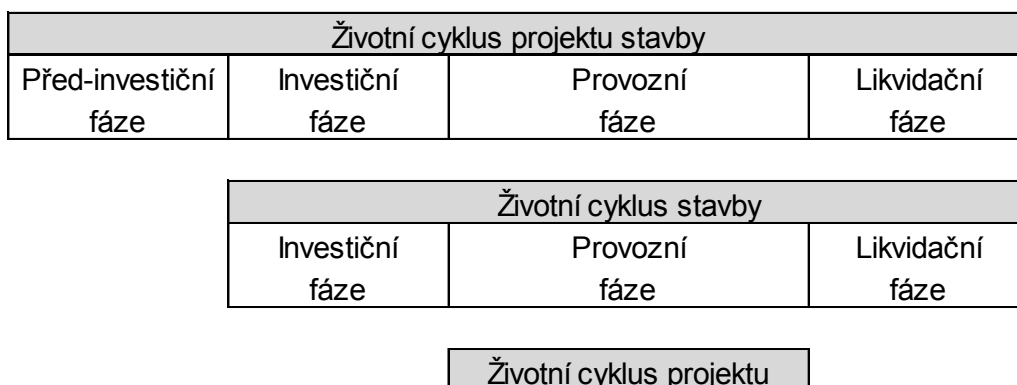 Životní cyklus projektu stavby
Před-investiční Investiční Provozní Likvidační
fáze fáze fáze fáze
Životní cyklus stavby
Investiční Provozní Likvidační
fáze fáze fáze
Životní cyklus projektu